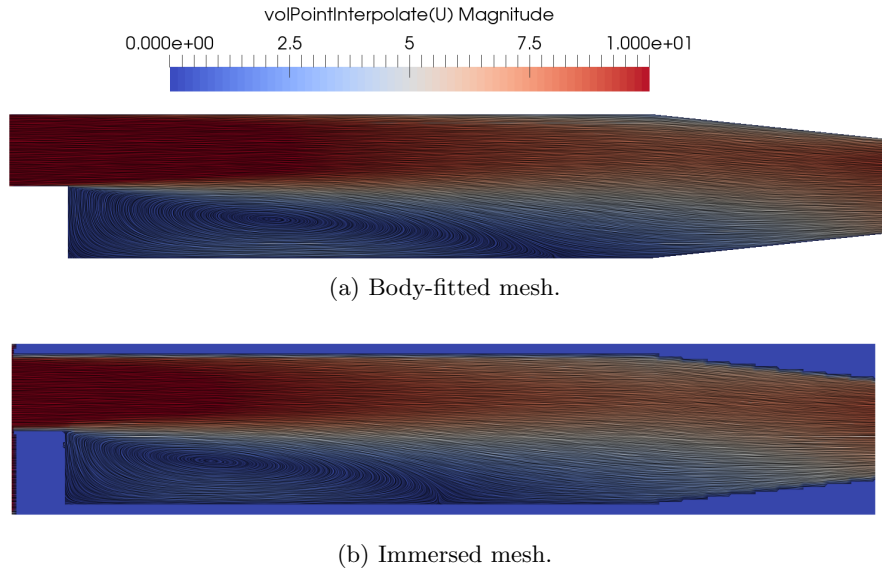 volPointInterpolate(U) Magnitude
0.000e+00 2.5 5 7.5 1.000e+01
(a) Body-fitted mesh.
(b) Immersed mesh.